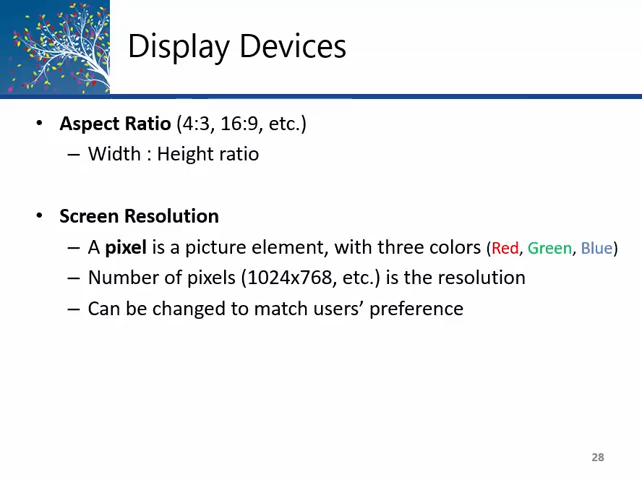 Display Devices
• Aspect Ratio (4:3, 16:9, etc.)
– Width : Height ratio
• Screen Resolution
– A pixel is a picture element, with three colors (Red, Green, Blue)
– Number of pixels (1024x768, etc.) is the resolution
– Can be changed to match users’ preference
28